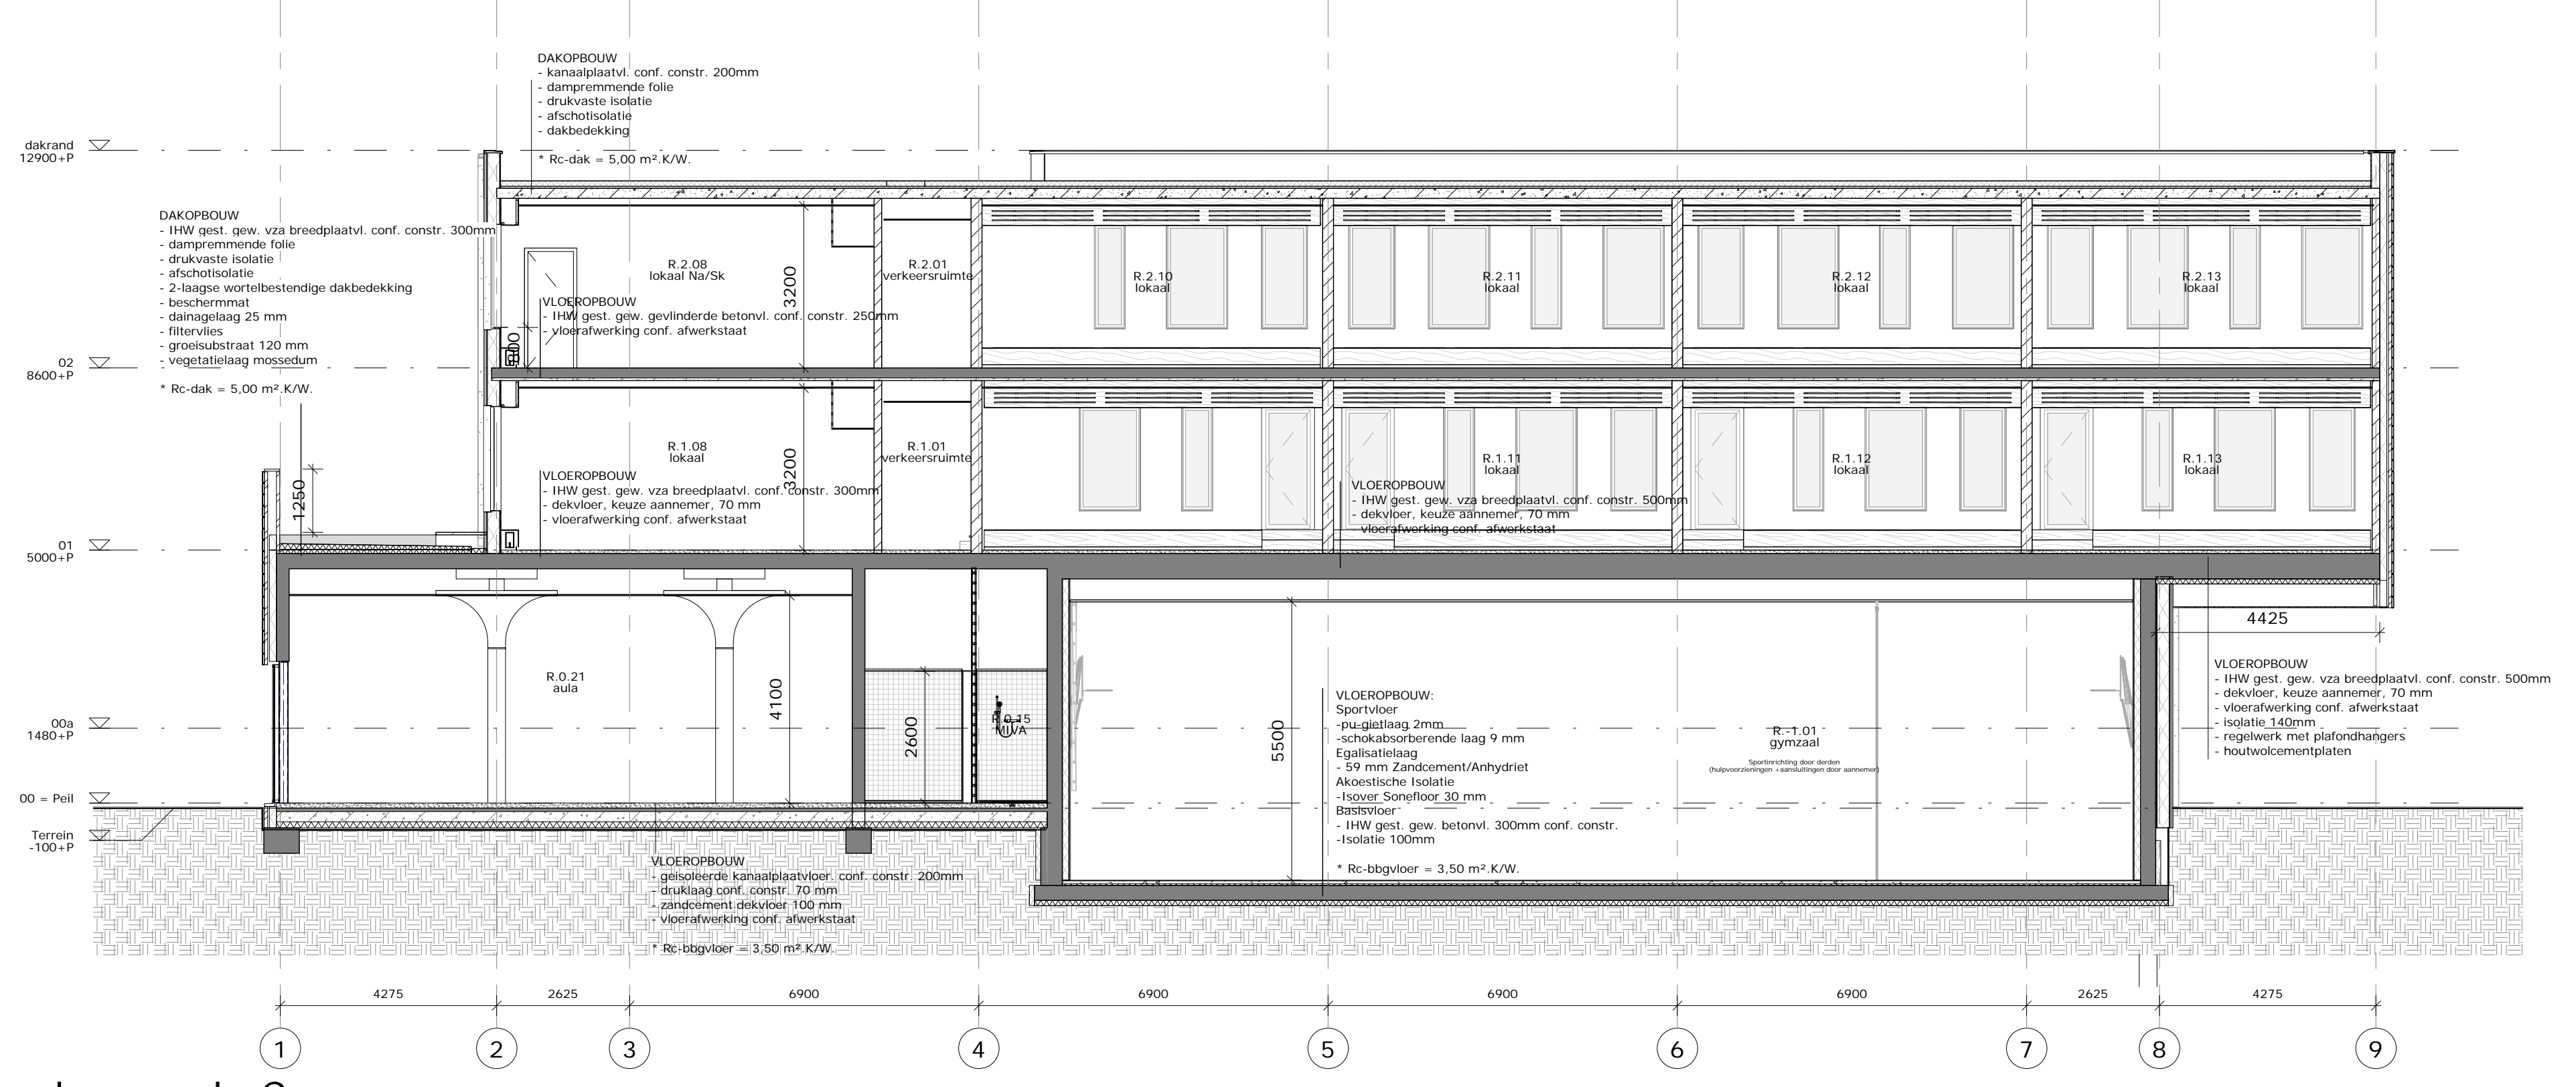 DAKOPBOUW
- kanaalplaatvl. conf. constr. 200mm
- dampremmende folie
- drukvaste isolatie
- afschotisolatie
- dakbedekking
* Rc-dak = 5,00 m².K/W.
dakrand
12900+P
DAKOPBOUW
- IHW gest. gew. vza breedplaatvl. conf. constr. 300mm
- dampremmende folie
- drukvaste isolatie
- afschotisolatie
- 2-laagse wortelbestendige dakbedekking
- beschermmat
- dainagelaag 25 mm
- filtervlies
- groeisubstraat 120 mm
- vegetatielaag mossedum
* Rc-dak = 5,00 m².K/W.
02
8600+P
01
5000+P
00a
1480+P
00 = Peil
Terrein
-100+P
R.2.08
lokaal Na/Sk
3200
R.2.01
verkeersruimte
R.2.10
lokaal
R.2.11
lokaal
R.2.12
lokaal
R.2.13
lokaal
VLOEROPBOUW
- IHW gest. gew. gevlinderde betonvl. conf. constr. 250mm
- vloerafwerking conf. afwerkstaat
R.1.08
lokaal
3200
R.1.01
verkeersruimte
R.1.11
lokaal
R.1.12
lokaal
R.1.13
lokaal
VLOEROPBOUW
- IHW gest. gew. vza breedplaatvl. conf. constr. 300mm
- dekvloer, keuze aannemer, 70 mm
- vloerafwerking conf. afwerkstaat
VLOEROPBOUW
- IHW gest. gew. vza breedplaatvl. conf. constr. 500mm
- dekvloer, keuze aannemer, 70 mm
- vloerafwerking conf. afwerkstaat
1250
4425
R.0.21
aula
4100
2600
R.0.15
MIVA
5500
VLOEROPBOUW:
Sportvloer
-pu-gietlaag 2mm
-schokabsorberende laag 9 mm
Egalisatielaag
- 59 mm Zandcement/Anhydriet
Akoestische Isolatie
-Isover Sonefloor 30 mm
Basisvloer
- IHW gest. gew. betonvl. 300mm conf. constr.
-Isolatie 100mm
* Rc-bbgvloer = 3,50 m².K/W.
R.-1.01
gymzaal
Sportinrichting door derden
(hulpvoorzieningen +aansluitingen door aannemer)
VLOEROPBOUW
- IHW gest. gew. vza breedplaatvl. conf. constr. 500mm
- dekvloer, keuze aannemer, 70 mm
- vloerafwerking conf. afwerkstaat
- isolatie 140mm
- regelwerk met plafondhangers
- houtwolcementplaten
VLOEROPBOUW
- geisoleerde kanaalplaatvloer. conf. constr. 200mm
- druklaag conf. constr. 70 mm
- zandcement dekvloer 100 mm
- vloerafwerking conf. afwerkstaat
* Rc-bbgvloer = 3,50 m².K/W.
4275 2625 6900 6900 6900 6900 2625 4275
1 2 3 4 5 6 7 8 9